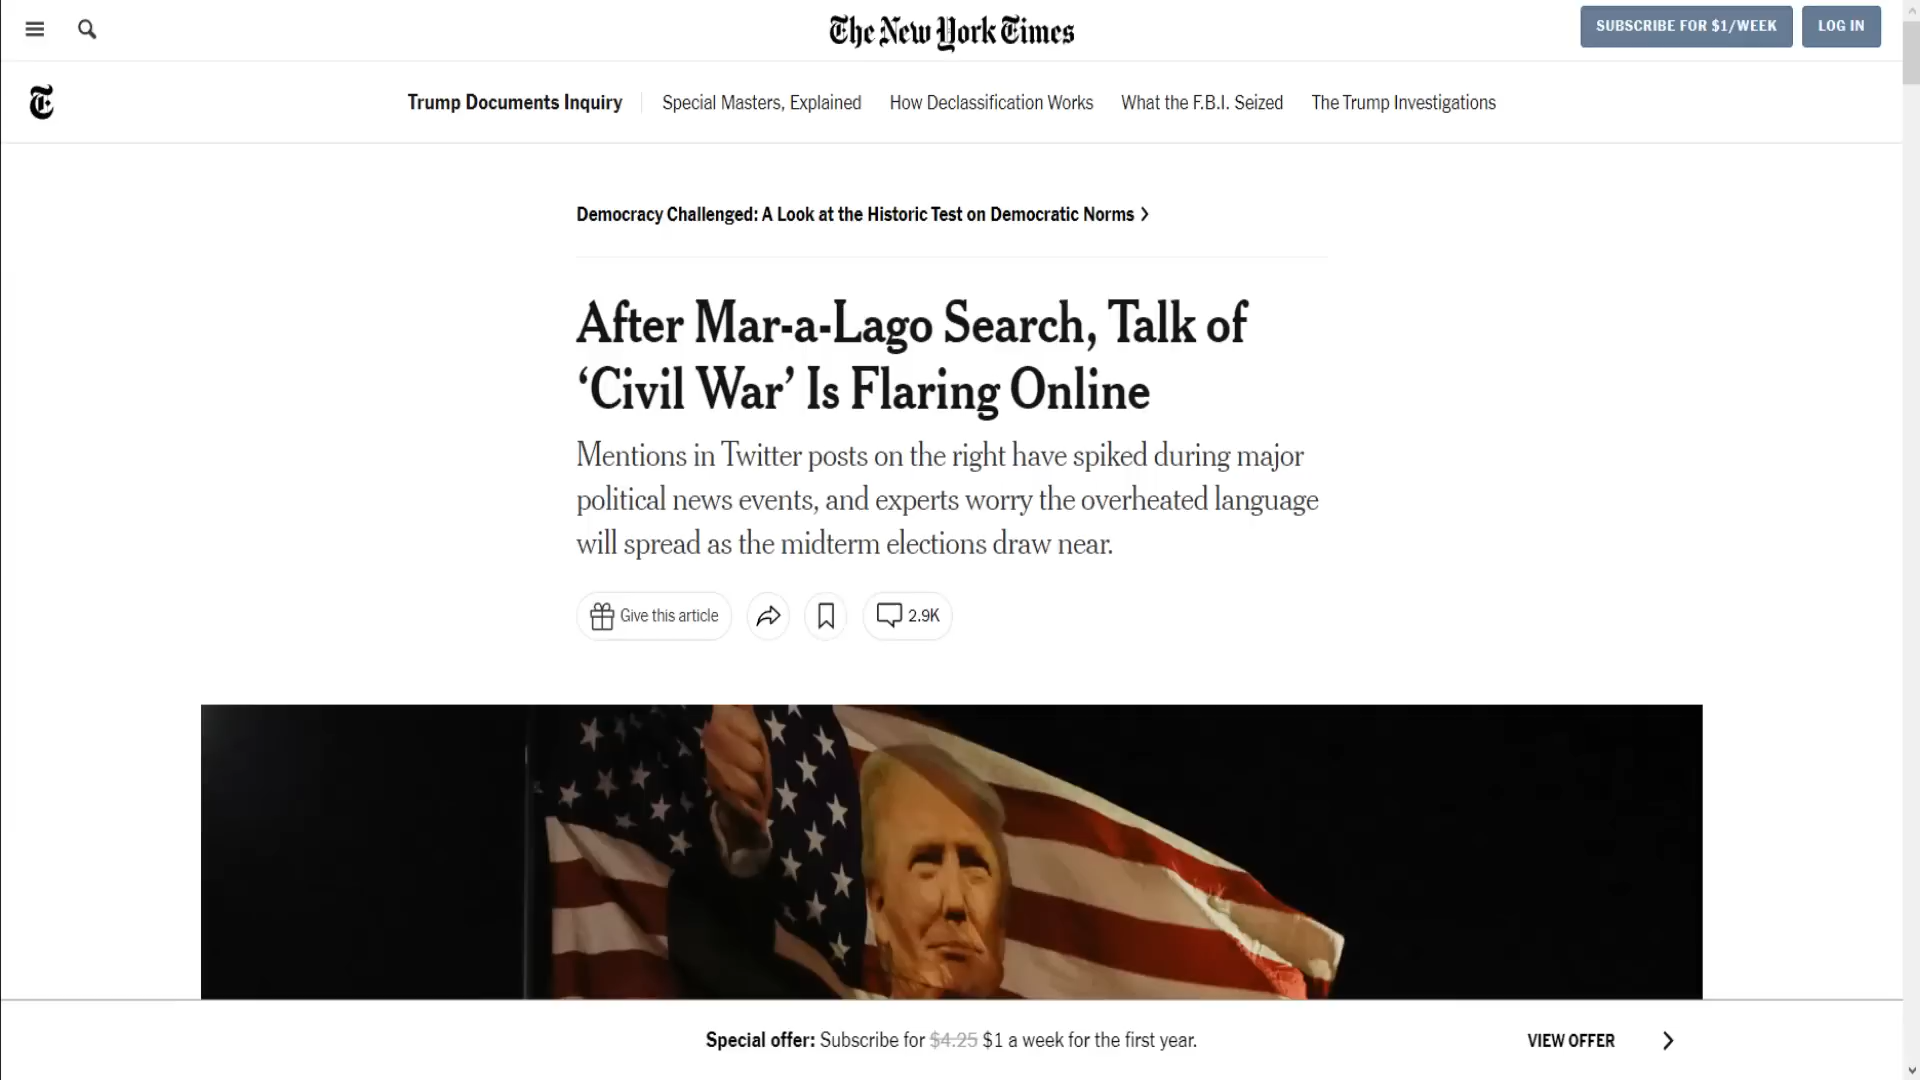 The New York Times
SUBSCRIBE FOR $1/WEEK
LOG IN
T
Trump Documents Inquiry
Special Masters, Explained
How Declassification Works
What the F.B.I. Seized
The Trump Investigations
Democracy Challenged: A Look at the Historic Test on Democratic Norms >
After Mar-a-Lago Search, Talk of
‘Civil War’ Is Flaring Online
Mentions in Twitter posts on the right have spiked during major
political news events, and experts worry the overheated language
will spread as the midterm elections draw near.
Give this article
2.9K
Special offer: Subscribe for $4.25 $1 a week for the first year.
VIEW OFFER